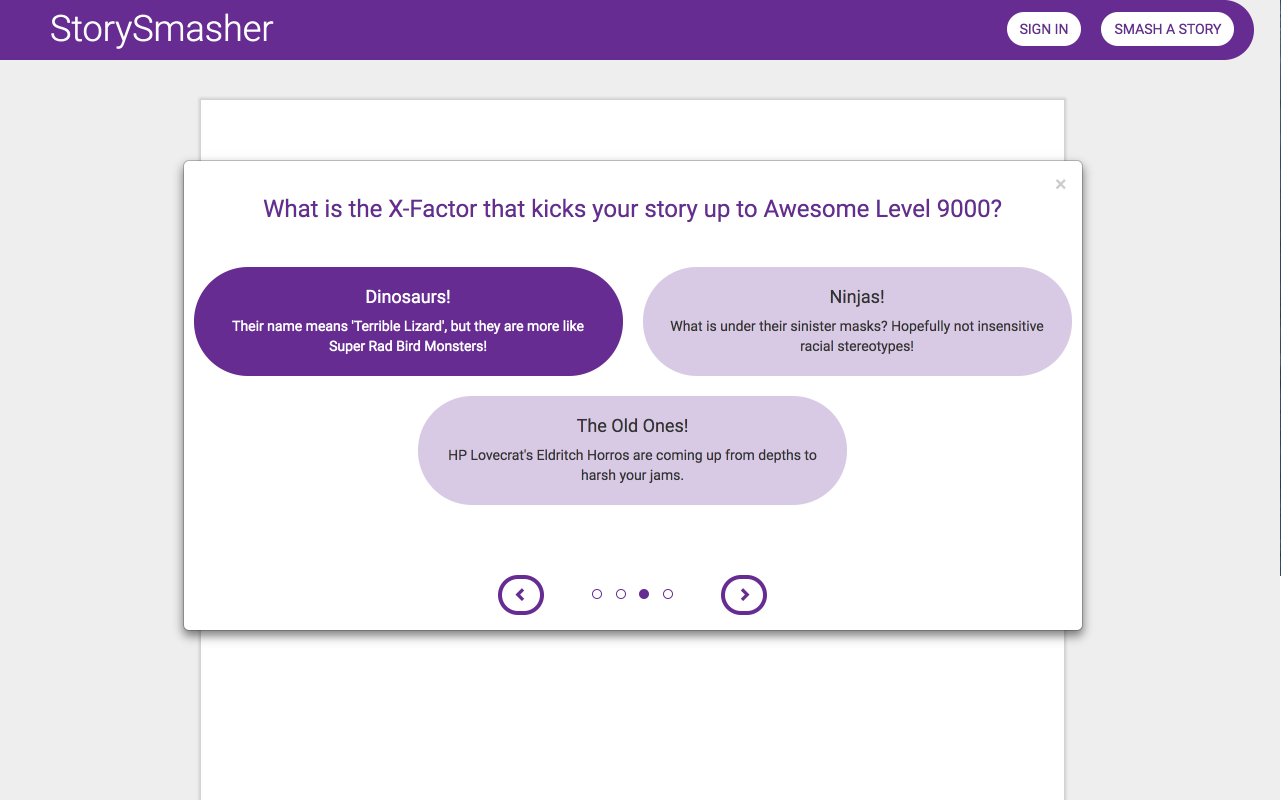 StorySmasher
SIGN IN
SMASH A STORY
×
What is the X-Factor that kicks your story up to Awesome Level 9000?
Dinosaurs!
Their name means 'Terrible Lizard', but they are more like
Super Rad Bird Monsters!
Ninjas!
What is under their sinister masks? Hopefully not insensitive
racial stereotypes!
The Old Ones!
HP Lovecrat's Eldritch Horros are coming up from depths to
harsh your jams.